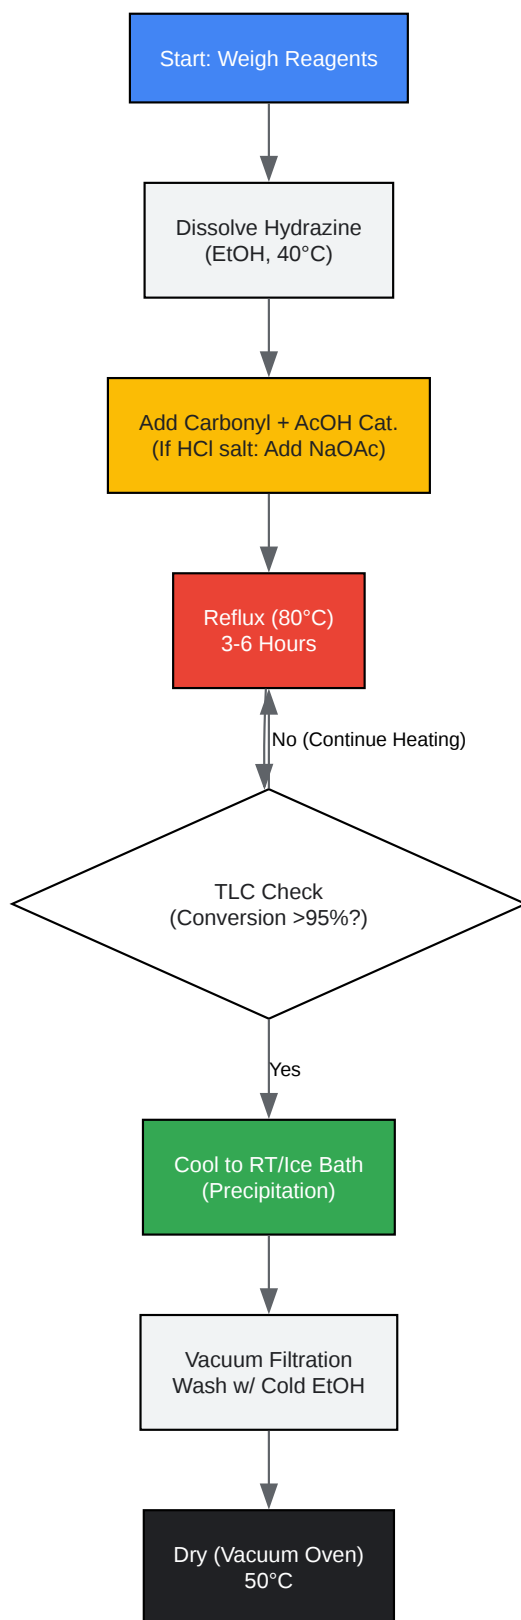 Start: Weigh Reagents
Dissolve Hydrazine
(EtOH, 40°C)
Add Carbonyl + AcOH Cat.
(If HCl salt: Add NaOAc)
Reflux (80°C)
3-6 Hours
No (Continue Heating)
TLC Check
(Conversion >95%?)
Yes
Cool to RT/Ice Bath
(Precipitation)
Vacuum Filtration
Wash w/ Cold EtOH
Dry (Vacuum Oven)
50°C